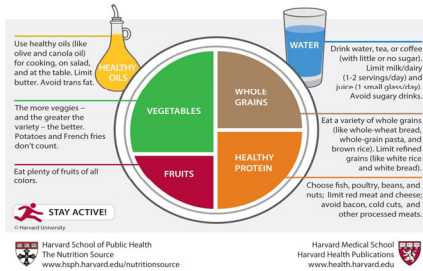 Use healthy oils (like
olive and canola oil)
for cooking, on salad,
and at the table. Limit
butter. Avoid trans fat.
HEALTHY
OILS
The more veggies –
and the greater the
variety – the better.
Potatoes and French fries
don't count.
Eat plenty of fruits of all
colors.
STAY ACTIVE!
© Harvard University
VEGETABLES
FRUITS
WHOLE
GRAINS
HEALTHY
PROTEIN
WATER
Drink water, tea, or coffee
(with little or no sugar).
Limit milk/dairy
(1-2 servings/day) and
juice (1 small glass/day).
Avoid sugary drinks.
Eat a variety of whole grains
(like whole-wheat bread,
whole-grain pasta, and
brown rice). Limit refined
grains (like white rice
and white bread).
Choose fish, poultry, beans, and
nuts; limit red meat and cheese;
avoid bacon, cold cuts, and
other processed meats.
Harvard School of Public Health
The Nutrition Source
www.hsph.harvard.edu/nutritionsource
Harvard Medical School
Harvard Health Publications
www.health.harvard.edu